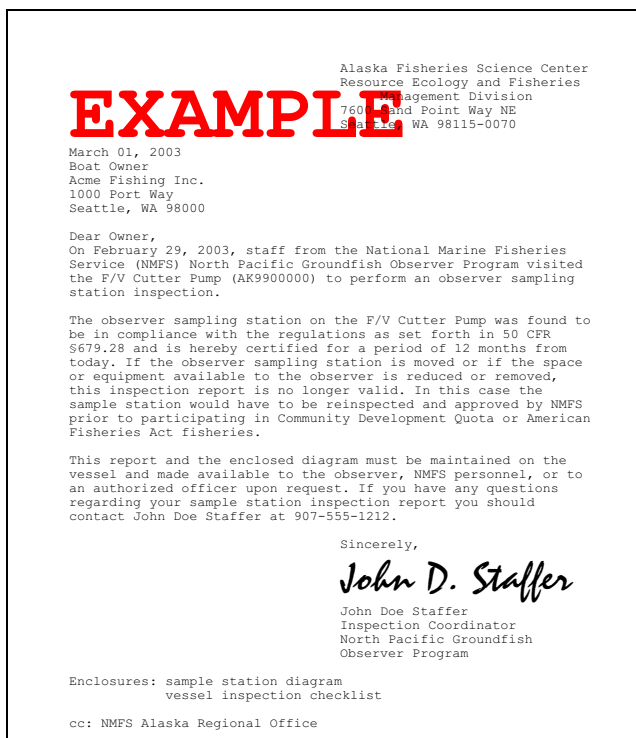 Alaska Fisheries Science Center
Resource Ecology and Fisheries
Management Division
7600 Sand Point Way NE
Seattle, WA 98115-0070
EXAMPLE
March 01, 2003
Boat Owner
Acme Fishing Inc.
1000 Port Way
Seattle, WA 98000
Dear Owner,
On February 29, 2003, staff from the National Marine Fisheries
Service (NMFS) North Pacific Groundfish Observer Program visited
the F/V Cutter Pump (AK9900000) to perform an observer sampling
station inspection.
The observer sampling station on the F/V Cutter Pump was found to
be in compliance with the regulations as set forth in 50 CFR
§679.28 and is hereby certified for a period of 12 months from
today. If the observer sampling station is moved or if the space
or equipment available to the observer is reduced or removed,
this inspection report is no longer valid. In this case the
sample station would have to be reinspected and approved by NMFS
prior to participating in Community Development Quota or American
Fisheries Act fisheries.
This report and the enclosed diagram must be maintained on the
vessel and made available to the observer, NMFS personnel, or to
an authorized officer upon request. If you have any questions
regarding your sample station inspection report you should
contact John Doe Staffer at 907-555-1212.
Sincerely,
John D. Staffer
John Doe Staffer
Inspection Coordinator
North Pacific Groundfish
Observer Program
Enclosures: sample station diagram
vessel inspection checklist
cc: NMFS Alaska Regional Office